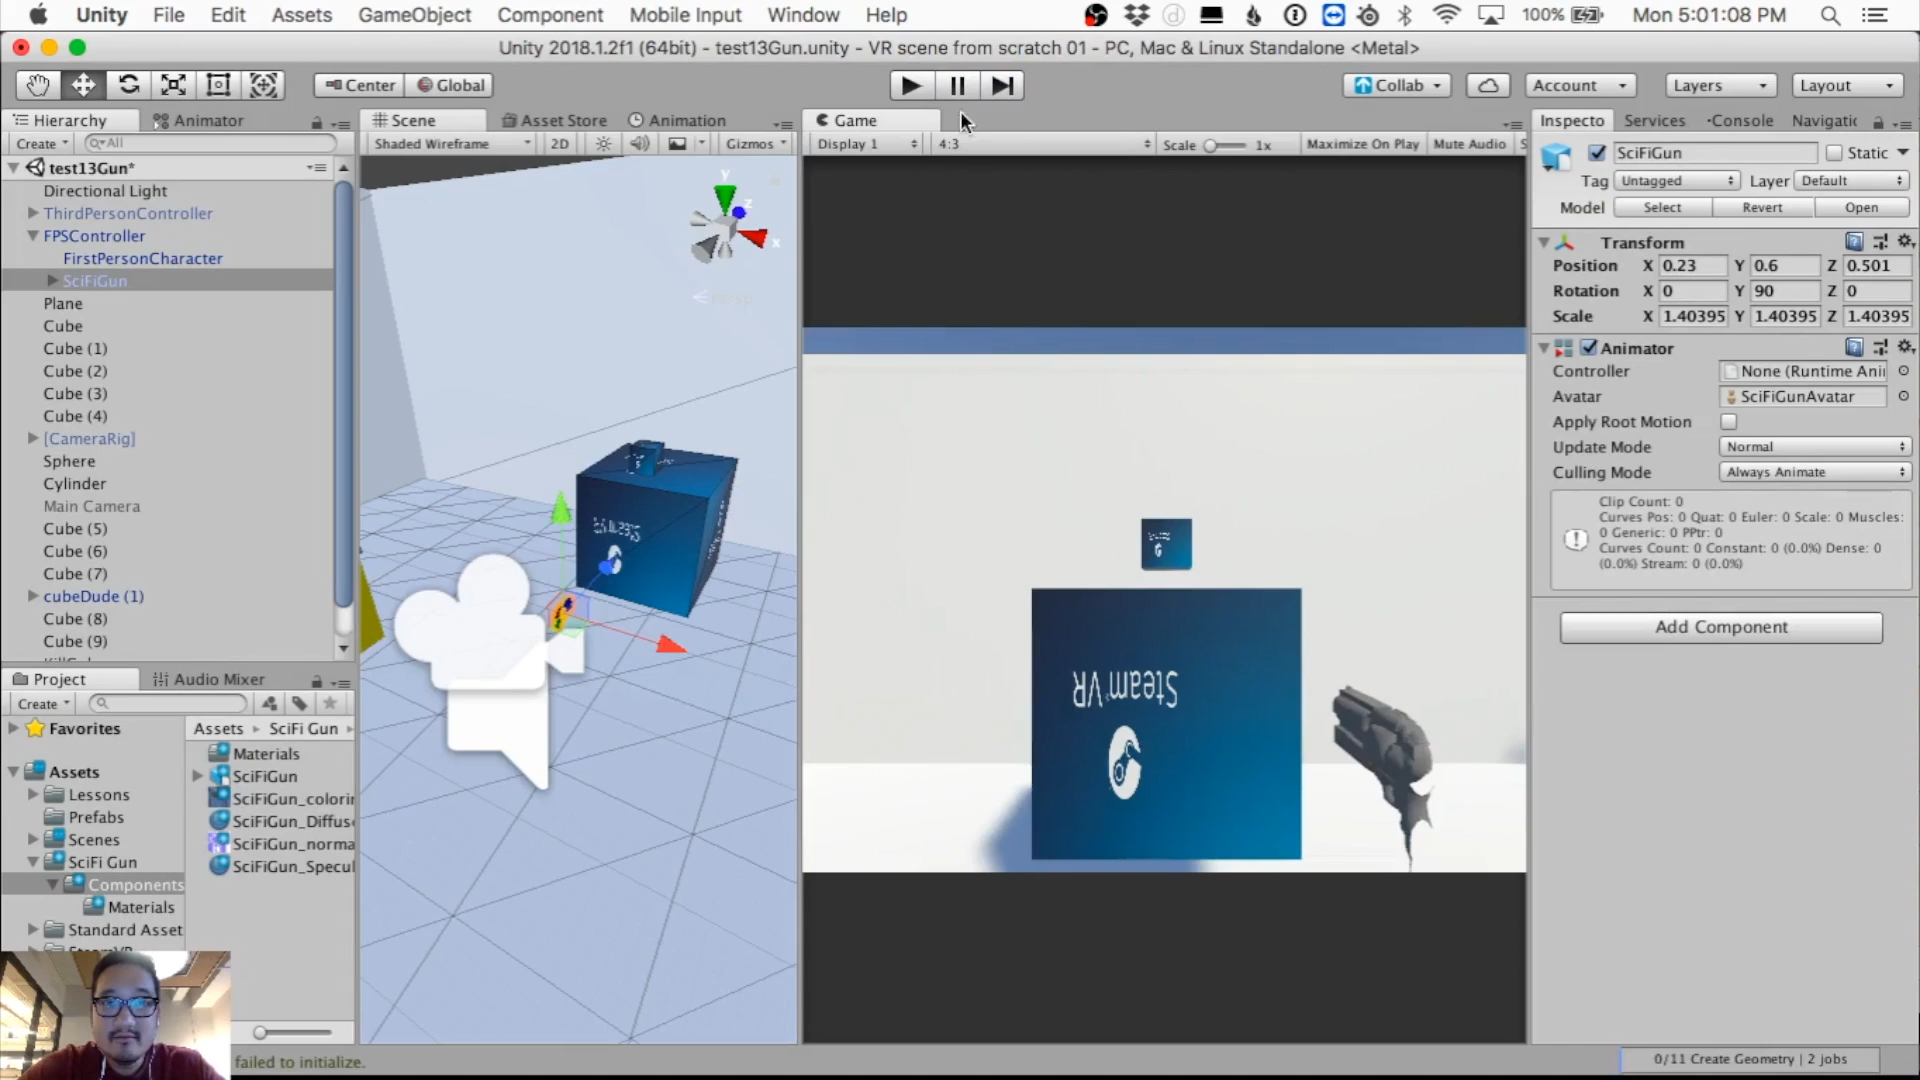 Unity File Edit Assets GameObject Component Mobile Input Window Help 100% Mon 5:01:08 PM
Unity 2018.1.2f1 (64bit) - test13Gun.unity - VR scene from scratch 01 - PC, Mac & Linux Standalone <Metal>
Center Global Collab Account Layers Layout
Hierarchy Animator
Create All
test13Gun*
Directional Light
ThirdPersonController
FPSController
FirstPersonCharacter
SciFiGun
Plane
Cube
Cube (1)
Cube (2)
Cube (3)
Cube (4)
[CameraRig]
Sphere
Cylinder
Main Camera
Cube (5)
Cube (6)
Cube (7)
cubeDude (1)
Cube (8)
Cube (9)
Scene Asset Store Animation
Shaded Wireframe 2D Gizmos
y
z
x
Persp
Game
Display 1 4:3 Scale 1x Maximize On Play Mute Audio S
SteamVR
Inspecto Services Console Navigatic
SciFiGun Static
Tag Untagged Layer Default
Model Select Revert Open
Transform
Position X 0.23 Y 0.6 Z 0.501
Rotation X 0 Y 90 Z 0
Scale X 1.40395 Y 1.40395 Z 1.40395
Animator
Controller None (Runtime Ani
Avatar SciFiGunAvatar
Apply Root Motion
Update Mode Normal
Culling Mode Always Animate
Clip Count: 0
Curves Pos: 0 Quat: 0 Euler: 0 Scale: 0 Muscles:
0 Generic: 0 PPtr: 0
Curves Count: 0 Constant: 0 (0.0%) Dense: 0
(0.0%) Stream: 0 (0.0%)
Add Component
Project Audio Mixer
Create
Favorites
Assets
Lessons
Prefabs
Scenes
SciFi Gun
Components
Materials
Standard Asset
SteamVR
Assets SciFi Gun
Materials
SciFiGun
SciFiGun_colorin
SciFiGun_Diffuse
SciFiGun_norma
SciFiGun_Specul
failed to initialize.
0/11 Create Geometry | 2 jobs